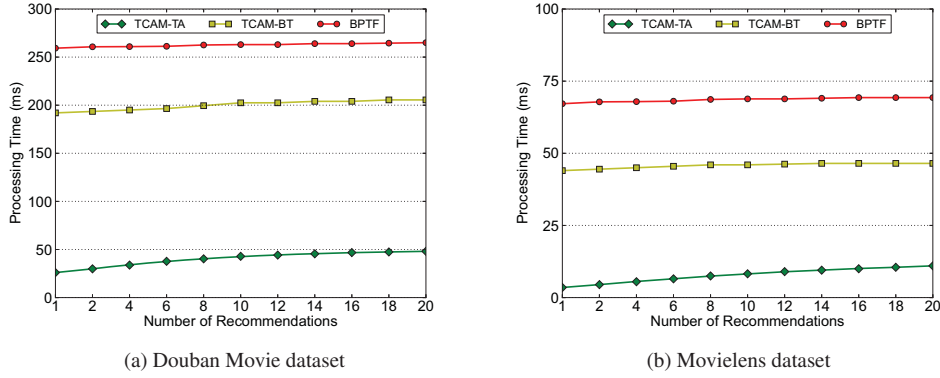 TCAM-TA TCAM-BT BPTF
300
250
200
150
100
50
0
Processing Time (ms)
1 2 4 6 8 10 12 14 16 18 20
Number of Recommendations
(a) Douban Movie dataset
TCAM-TA TCAM-BT BPTF
100
75
50
25
0
Processing Time (ms)
1 2 4 6 8 10 12 14 16 18 20
Number of Recommendations
(b) Movielens dataset